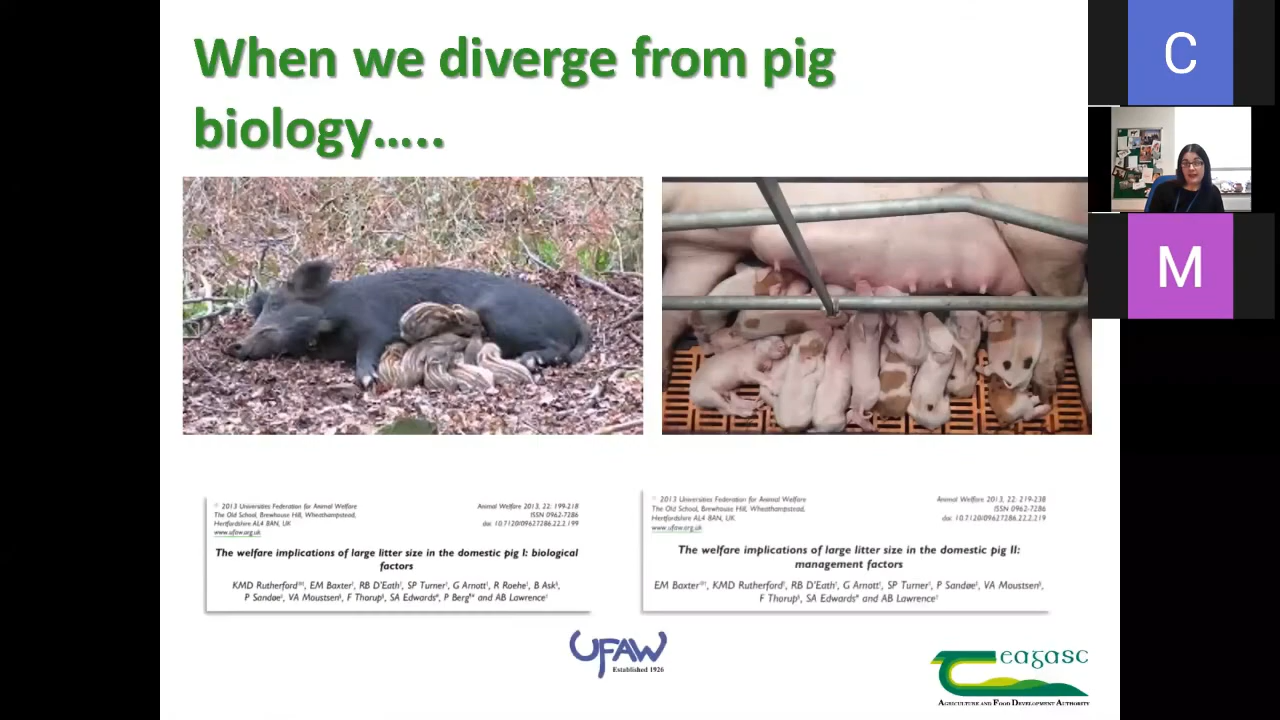 When we diverge from pig
biology.....
© 2013 Universities Federation for Animal Welfare
The Old School, Brewhouse Hill, Wheathampstead,
Hertfordshire AL4 8AN, UK
www.ufaw.org.uk
Animal Welfare 2013, 22: 199-218
ISSN 0962-7286
doi: 10.7120/09627286.22.2.199
The welfare implications of large litter size in the domestic pig I: biological
factors
KMD Rutherford, EM Baxter, RB D'Eath, SP Turner, G Arnott, R Roehe, B Ask,
P Sandøe, VA Moustsen, F Thorup, SA Edwards, P Berg and AB Lawrence
© 2013 Universities Federation for Animal Welfare
The Old School, Brewhouse Hill, Wheathampstead,
Hertfordshire AL4 8AN, UK
www.ufaw.org.uk
Animal Welfare 2013, 22: 219-238
ISSN 0962-7286
doi: 10.7120/09627286.22.2.219
The welfare implications of large litter size in the domestic pig II:
management factors
EM Baxter, KMD Rutherford, RB D'Eath, G Arnott, SP Turner, P Sandøe, VA Moustsen,
F Thorup, SA Edwards and AB Lawrence
UFAW
Established 1926
eagasc
AGRICULTURE AND FOOD DEVELOPMENT AUTHORITY
C
M